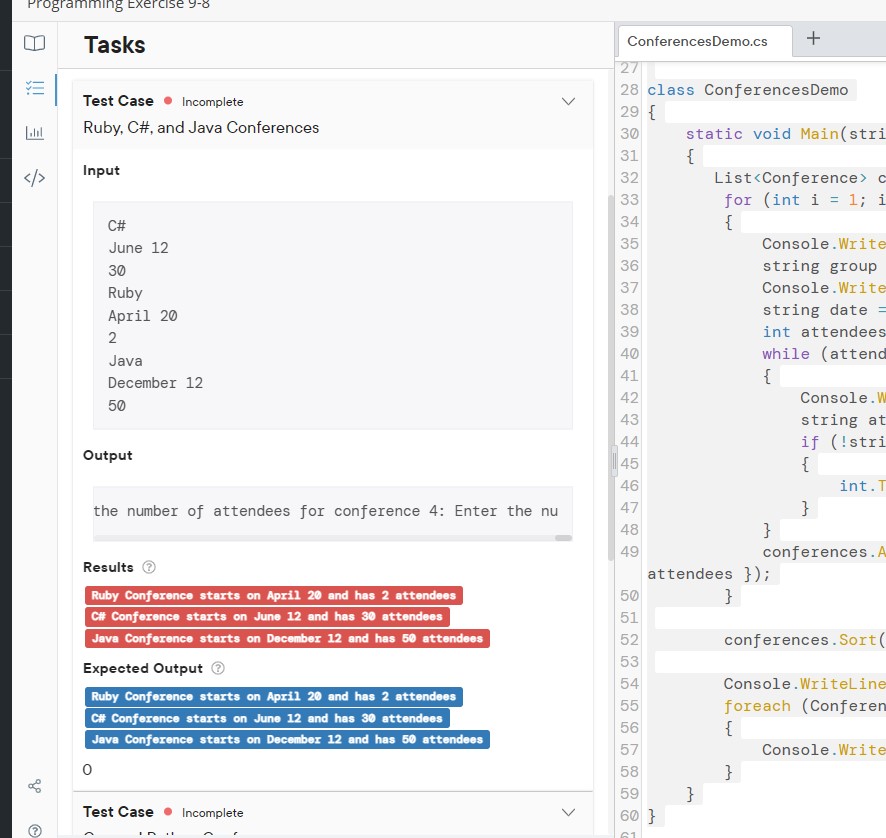 Programming Exercise 9-8
Tasks
Test Case Incomplete
Ruby, C#, and Java Conferences
Input
C#
June 12
30
Ruby
April 20
2
Java
December 12
50
Output
the number of attendees for conference 4: Enter the nu
Results ?
Ruby Conference starts on April 20 and has 2 attendees
C# Conference starts on June 12 and has 30 attendees
Java Conference starts on December 12 and has 50 attendees
Expected Output ?
Ruby Conference starts on April 20 and has 2 attendees
C# Conference starts on June 12 and has 30 attendees
Java Conference starts on December 12 and has 50 attendees
0
Test Case Incomplete
ConferencesDemo.cs +
27
28 class ConferencesDemo
29 {
30 static void Main(stri
31 {
32 List<Conference> c
33 for (int i = 1; i
34 {
35 Console.Write
36 string group
37 Console.Write
38 string date =
39 int attendees
40 while (attend
41 {
42 Console.W
43 string at
44 if (!stri
45 {
46 int.T
47 }
48 }
49 conferences.A
attendees });
50 }
51
52 conferences.Sort(
53
54 Console.WriteLine
55 foreach (Conferen
56 {
57 Console.Write
58 }
59 }
60 }
61